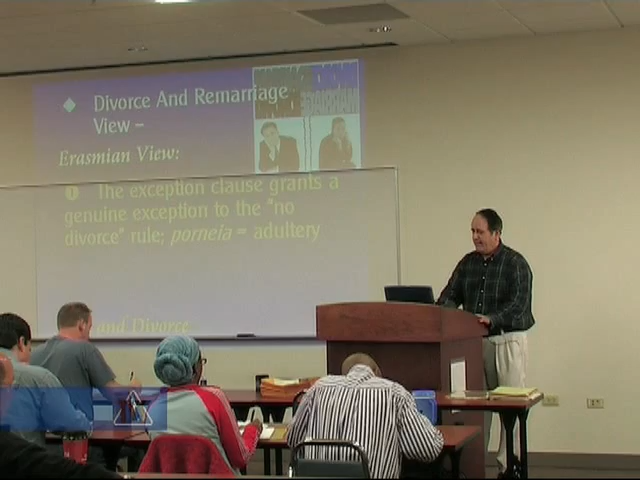 ◆ Divorce And Remarriage
View –
Erasmian View:
❶ The exception clause grants a
genuine exception to the "no
divorce" rule; porneia = adultery
and Divorce